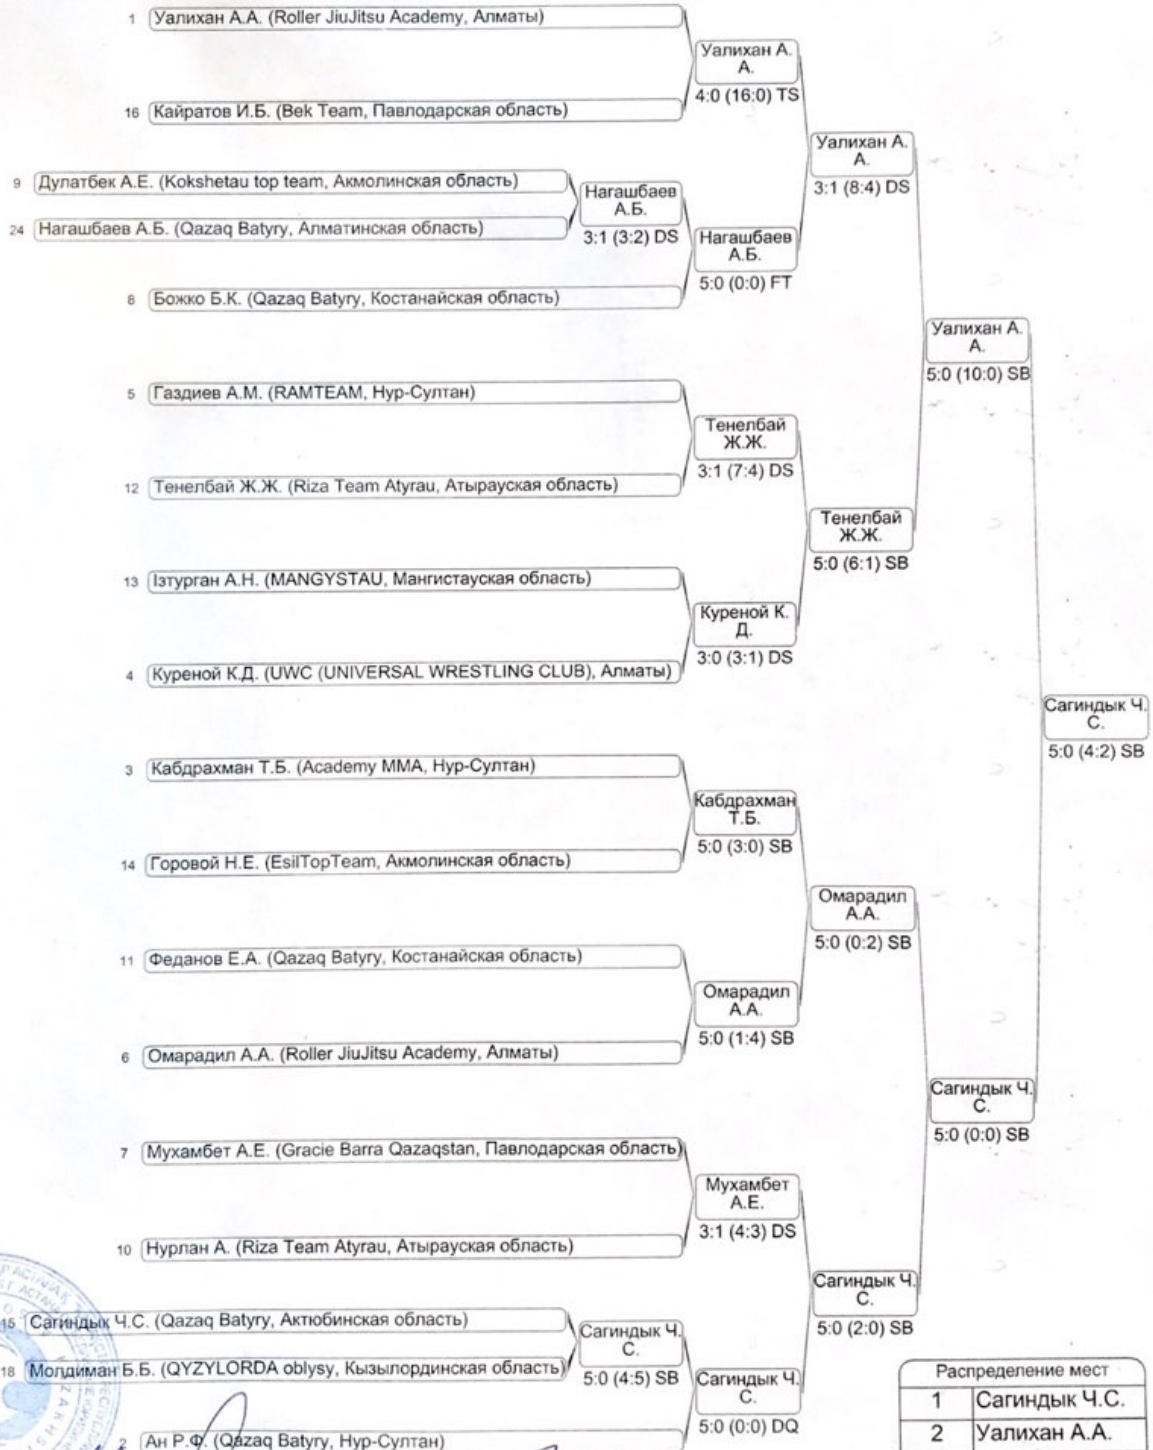 1 Уалихан А.А. (Roller JiuJitsu Academy, Алматы)
Уалихан А.
А.
4:0 (16:0) TS
16 Кайратов И.Б. (Bek Team, Павлодарская область)
Уалихан А.
А.
3:1 (8:4) DS
9 Дулатбек А.Е. (Kokshetau top team, Акмолинская область)
Нагашбаев
А.Б.
3:1 (3:2) DS
24 Нагашбаев А.Б. (Qazaq Batyry, Алматинская область)
Нагашбаев
А.Б.
5:0 (0:0) FT
8 Божко Б.К. (Qazaq Batyry, Костанайская область)
Уалихан А.
А.
5:0 (10:0) SB
5 Газдиев А.М. (RAMTEAM, Нур-Султан)
Тенелбай
Ж.Ж.
3:1 (7:4) DS
12 Тенелбай Ж.Ж. (Riza Team Atyrau, Атырауская область)
Тенелбай
Ж.Ж.
5:0 (6:1) SB
13 Ізтурган А.Н. (MANGYSTAU, Мангистауская область)
Куреной К.
Д.
3:0 (3:1) DS
4 Куреной К.Д. (UWC (UNIVERSAL WRESTLING CLUB), Алматы)
Сагиндык Ч.
С.
5:0 (4:2) SB
3 Кабдрахман Т.Б. (Academy MMA, Нур-Султан)
Кабдрахман
Т.Б.
5:0 (3:0) SB
14 Горовой Н.Е. (EsilTopTeam, Акмолинская область)
Омарадил
А.А.
5:0 (0:2) SB
11 Феданов Е.А. (Qazaq Batyry, Костанайская область)
Омарадил
А.А.
5:0 (1:4) SB
6 Омарадил А.А. (Roller JiuJitsu Academy, Алматы)
Сагиндык Ч.
С.
5:0 (0:0) SB
7 Мухамбет А.Е. (Gracie Barra Qazaqstan, Павлодарская область)
Мухамбет
А.Е.
3:1 (4:3) DS
10 Нурлан А. (Riza Team Atyrau, Атырауская область)
Сагиндык Ч.
С.
5:0 (2:0) SB
15 Сагиндык Ч.С. (Qazaq Batyry, Актюбинская область)
Сагиндык Ч.
С.
5:0 (4:5) SB
18 Молдиман Б.Б. (QYZYLORDA oblysy, Кызылординская область)
Сагиндык Ч.
С.
5:0 (0:0) DQ
2 Ан Р.Ф. (Qazaq Batyry, Нур-Султан)
Распределение мест
1 Сагиндык Ч.С.
2 Уалихан А.А.